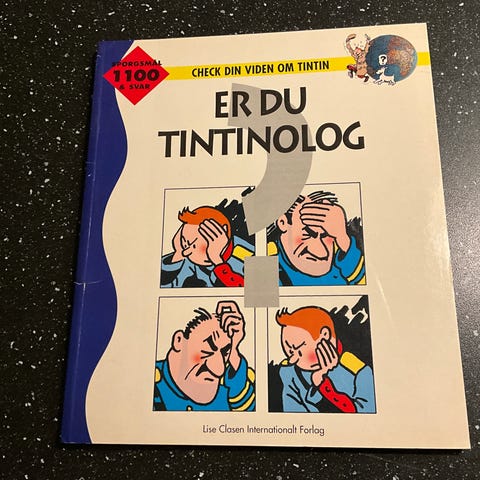 SPØRGSMÅL
1100
& SVAR
CHECK DIN VIDEN OM TINTIN
?
ER DU
TINTINOLOG
?
Lise Clasen Internationalt Forlag